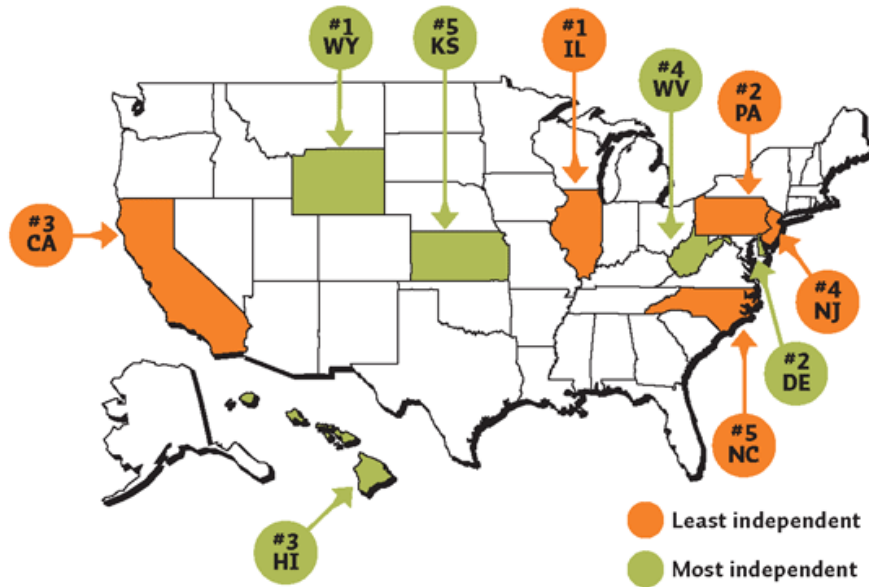 #1
WY
#5
KS
#1
IL
#4
WV
#2
PA
#3
CA
#4
NJ
#2
DE
#5
NC
#3
HI
Least independent
Most independent